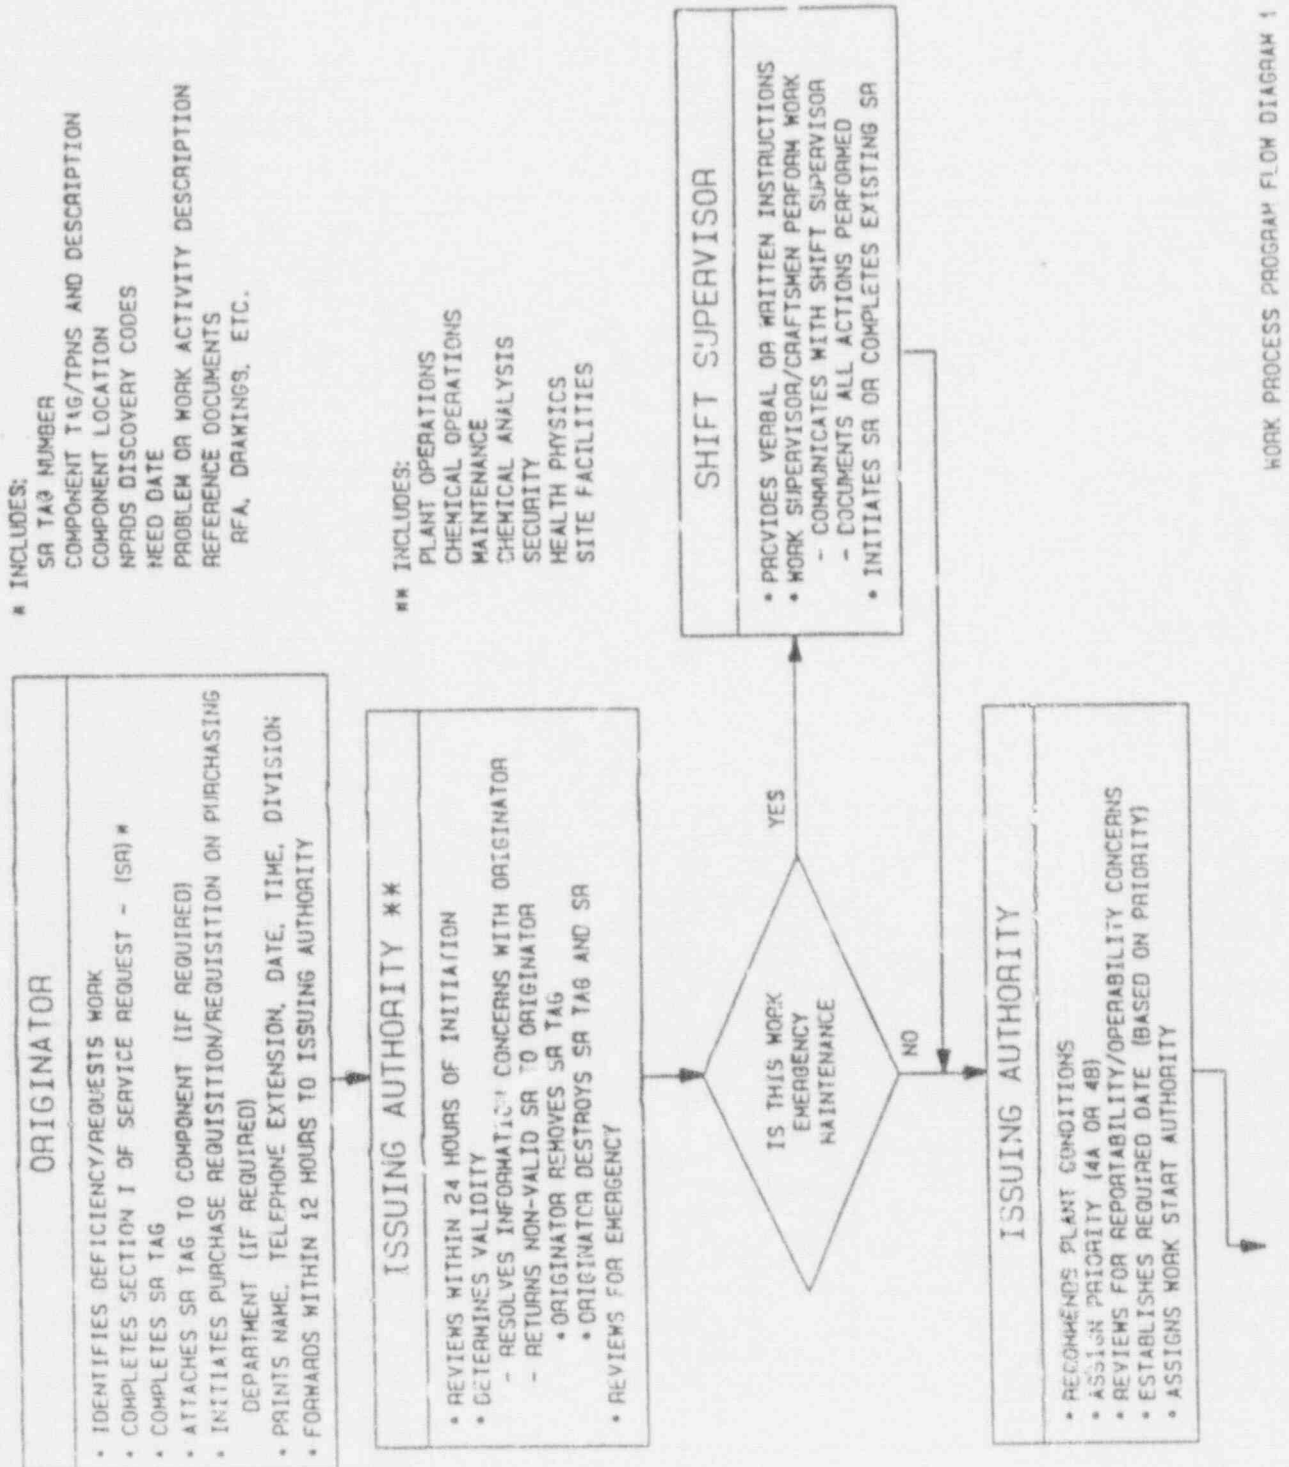 ORIGINATOR
• IDENTIFIES DEFICIENCY/REQUESTS WORK
• COMPLETES SECTION I OF SERVICE REQUEST - (SR)*
• COMPLETES SR TAG
• ATTACHES SR TAG TO COMPONENT (IF REQUIRED)
• INITIATES PURCHASE REQUISITION/REQUISITION ON PURCHASING
DEPARTMENT (IF REQUIRED)
• PRINTS NAME, TELEPHONE EXTENSION, DATE, TIME, DIVISION
• FORWARDS WITHIN 12 HOURS TO ISSUING AUTHORITY
* INCLUDES:
SR TAG NUMBER
COMPONENT TAG/TPNS AND DESCRIPTION
COMPONENT LOCATION
NPRDS DISCOVERY CODES
NEED DATE
PROBLEM OR WORK ACTIVITY DESCRIPTION
REFERENCE DOCUMENTS
RFA, DRAWINGS, ETC.
ISSUING AUTHORITY **
• REVIEWS WITHIN 24 HOURS OF INITIATION
• DETERMINES VALIDITY
- RESOLVES INFORMATION CONCERNS WITH ORIGINATOR
- RETURNS NON-VALID SR TO ORIGINATOR
• ORIGINATOR REMOVES SR TAG
• ORIGINATOR DESTROYS SR TAG AND SR
• REVIEWS FOR EMERGENCY
** INCLUDES:
PLANT OPERATIONS
CHEMICAL OPERATIONS
MAINTENANCE
CHEMICAL ANALYSIS
SECURITY
HEALTH PHYSICS
SITE FACILITIES
IS THIS WORK
EMERGENCY
MAINTENANCE
YES
NO
SHIFT SUPERVISOR
• PROVIDES VERBAL OR WRITTEN INSTRUCTIONS
• WORK SUPERVISOR/CRAFTSMEN PERFORM WORK
- COMMUNICATES WITH SHIFT SUPERVISOR
- DOCUMENTS ALL ACTIONS PERFORMED
• INITIATES SR OR COMPLETES EXISTING SR
ISSUING AUTHORITY
• RECOMMENDS PLANT CONDITIONS
• ASSIGN PRIORITY (4A OR 4B)
• REVIEWS FOR REPORTABILITY/OPERABILITY CONCERNS
• ESTABLISHES REQUIRED DATE (BASED ON PRIORITY)
• ASSIGNS WORK START AUTHORITY
WORK PROCESS PROGRAM FLOW DIAGRAM 1